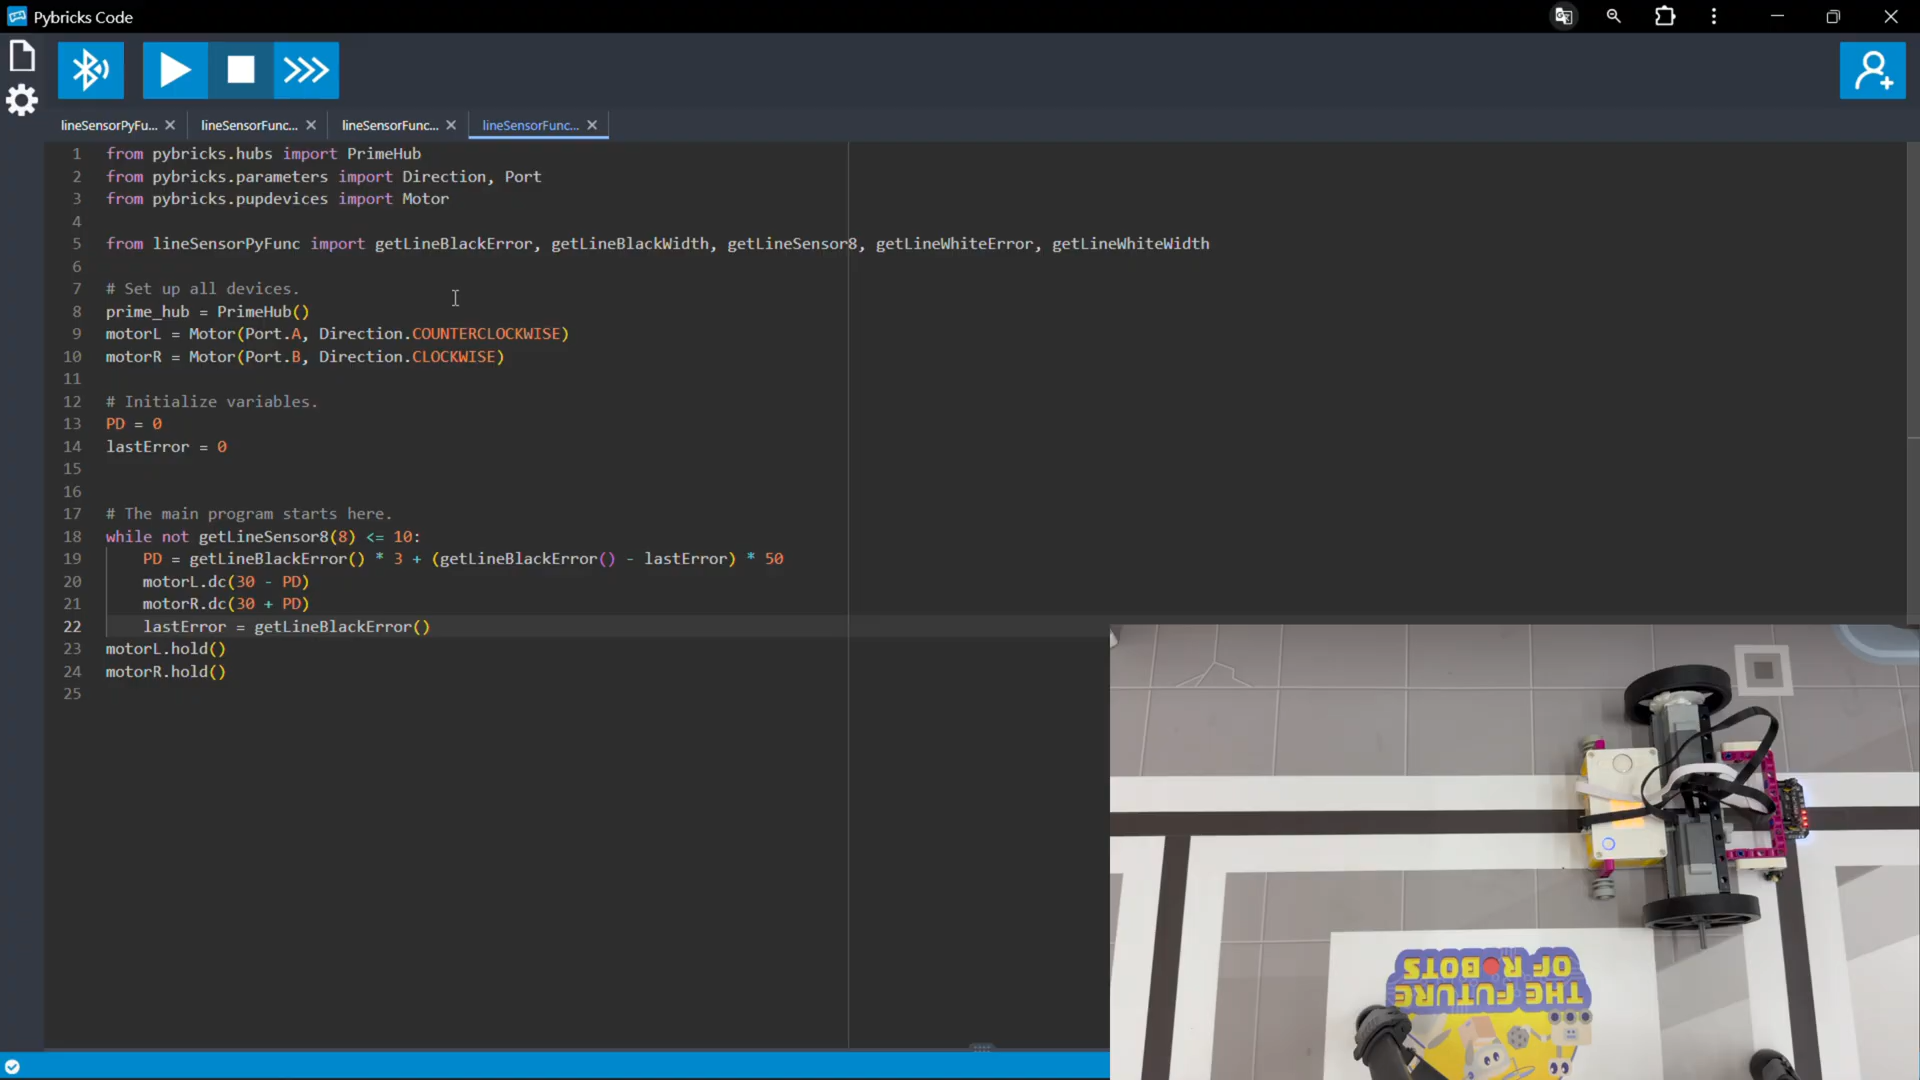 Pybricks Code
lineSensorPyFu...
lineSensorFunc...
lineSensorFunc...
lineSensorFunc...
1 from pybricks.hubs import PrimeHub
2 from pybricks.parameters import Direction, Port
3 from pybricks.pupdevices import Motor
4
5 from lineSensorPyFunc import getLineBlackError, getLineBlackWidth, getLineSensor8, getLineWhiteError, getLineWhiteWidth
6
7 # Set up all devices.
8 prime_hub = PrimeHub()
9 motorL = Motor(Port.A, Direction.COUNTERCLOCKWISE)
10 motorR = Motor(Port.B, Direction.CLOCKWISE)
11
12 # Initialize variables.
13 PD = 0
14 lastError = 0
15
16
17 # The main program starts here.
18 while not getLineSensor8(8) <= 10:
19 PD = getLineBlackError() * 3 + (getLineBlackError() - lastError) * 50
20 motorL.dc(30 - PD)
21 motorR.dc(30 + PD)
22 lastError = getLineBlackError()
23 motorL.hold()
24 motorR.hold()
25
THE FUTURE
OF ROBOTS